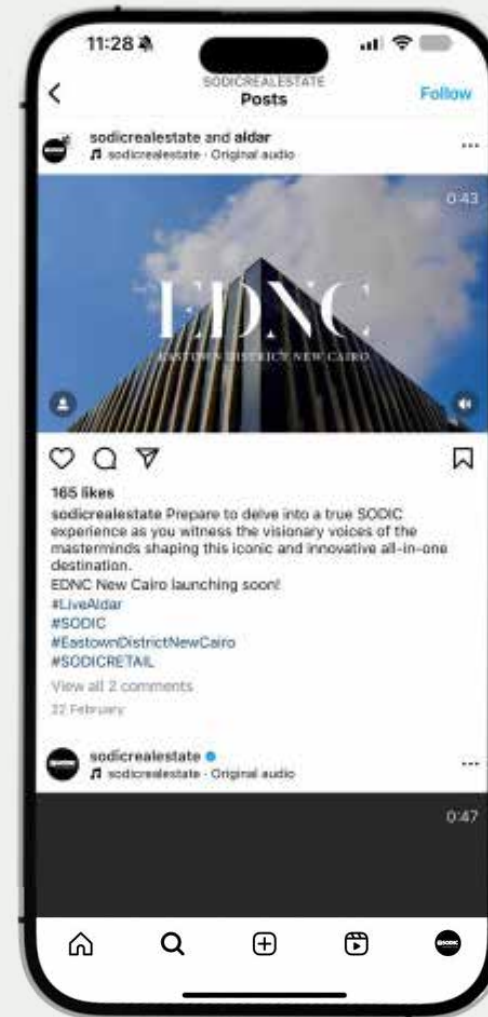 11:28
SODICREALESTATE
Posts
Follow
sodicrealestate and aldar
sodicrealestate · Original audio
0:43
EDNC
EASTOWN DISTRICT NEW CAIRO
165 likes
sodicrealestate Prepare to delve into a true SODIC
experience as you witness the visionary voices of the
masterminds shaping this iconic and innovative all-in-one
destination.
EDNC New Cairo launching soon!
#LiveAldar
#SODIC
#EastownDistrictNewCairo
#SODICRETAIL
View all 2 comments
22 February
sodicrealestate
sodicrealestate · Original audio
0:47
SODIC